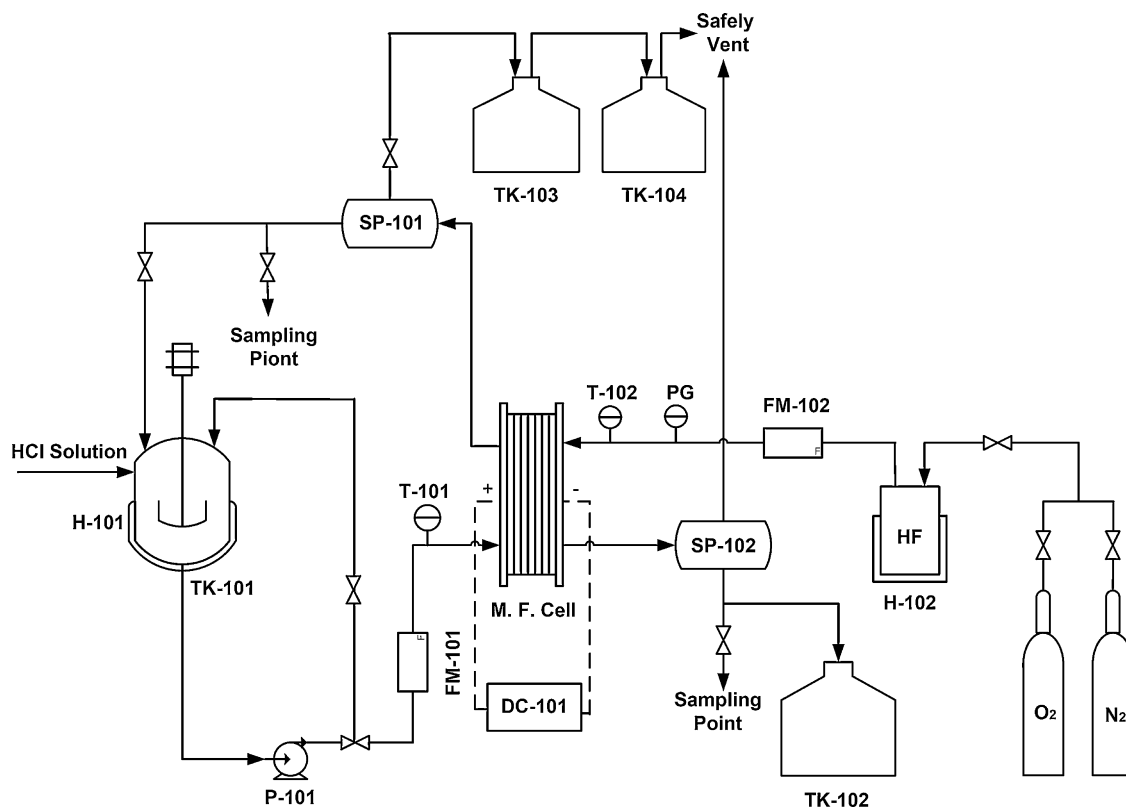 Safely
Vent
TK-103
TK-104
SP-101
Sampling
Piont
T-102
PG
FM-102
HCl Solution
+
-
T-101
H-101
HF
SP-102
TK-101
H-102
M. F. Cell
F
F
FM-101
DC-101
Sampling
Point
O2
N2
P-101
TK-102